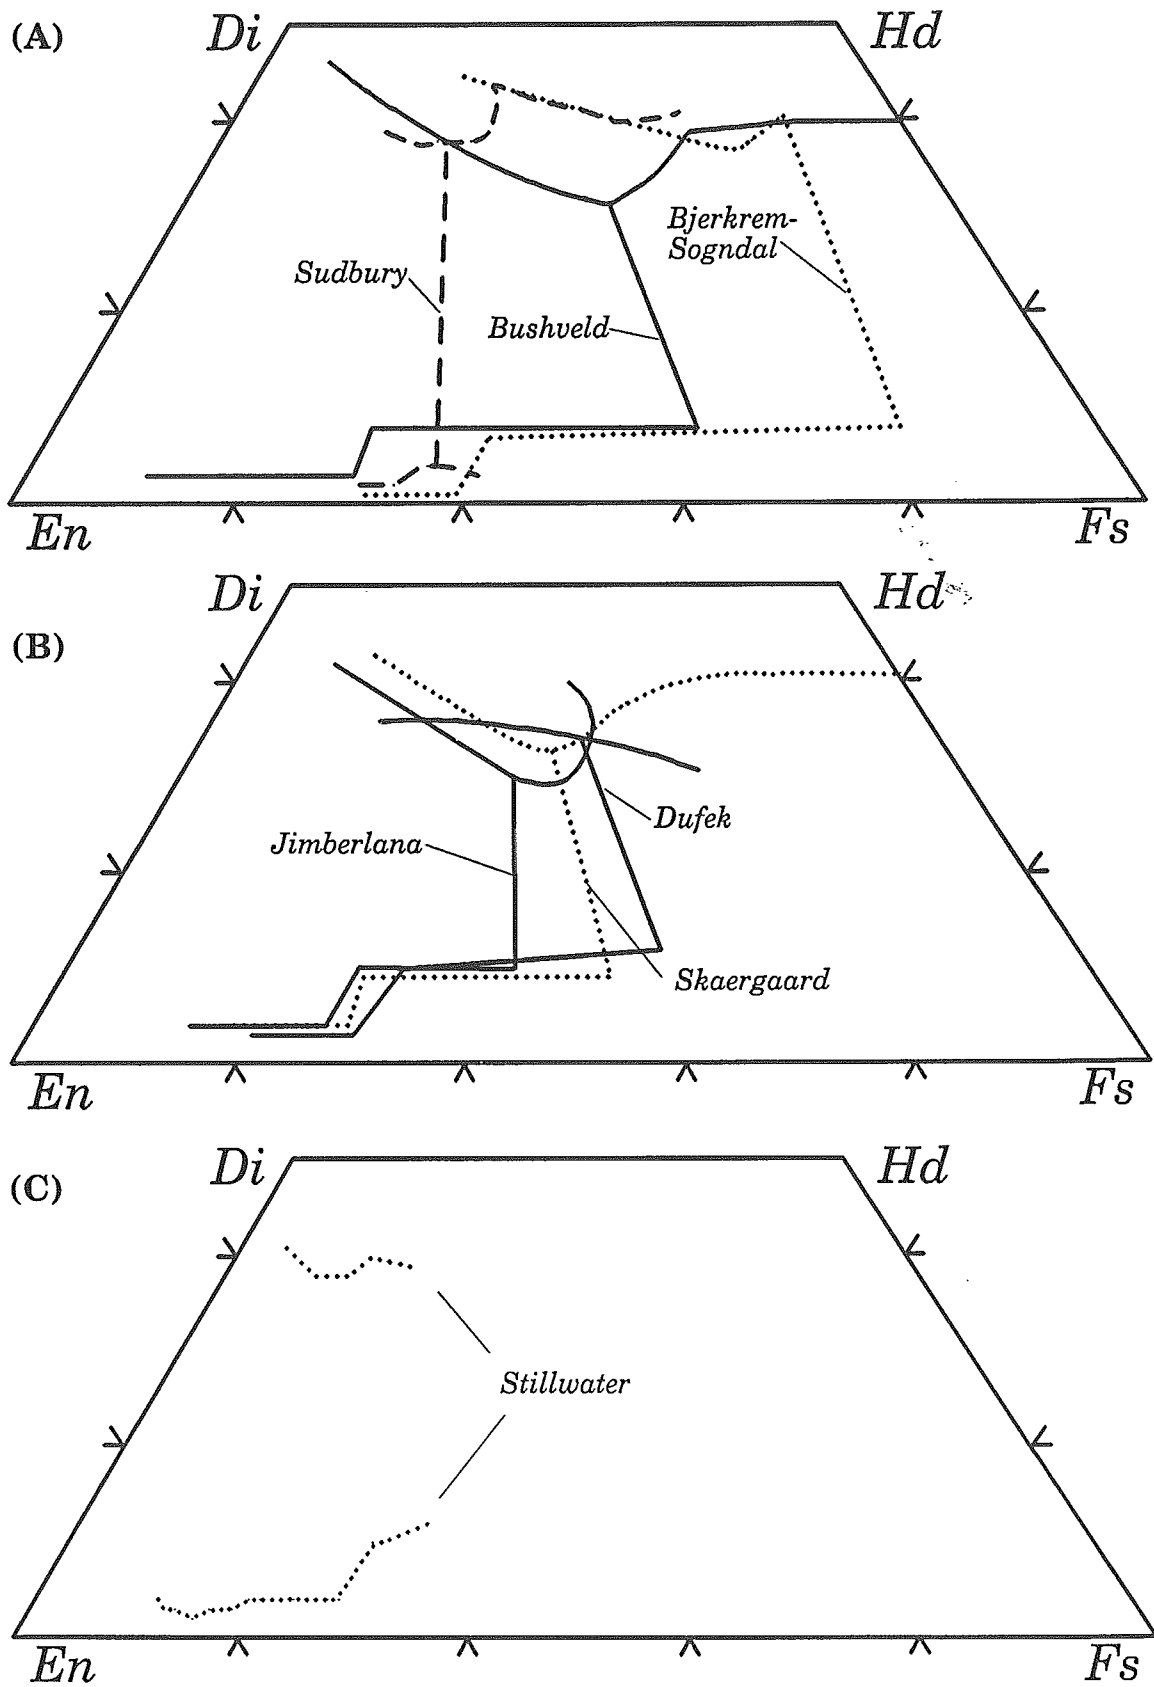 (A)
Di
Hd
Bjerkrem-
Sogndal
Sudbury
Bushveld
En
Fs
(B)
Di
Hd
Dufek
Jimberlana
Skaergaard
En
Fs
(C)
Di
Hd
Stillwater
En
Fs